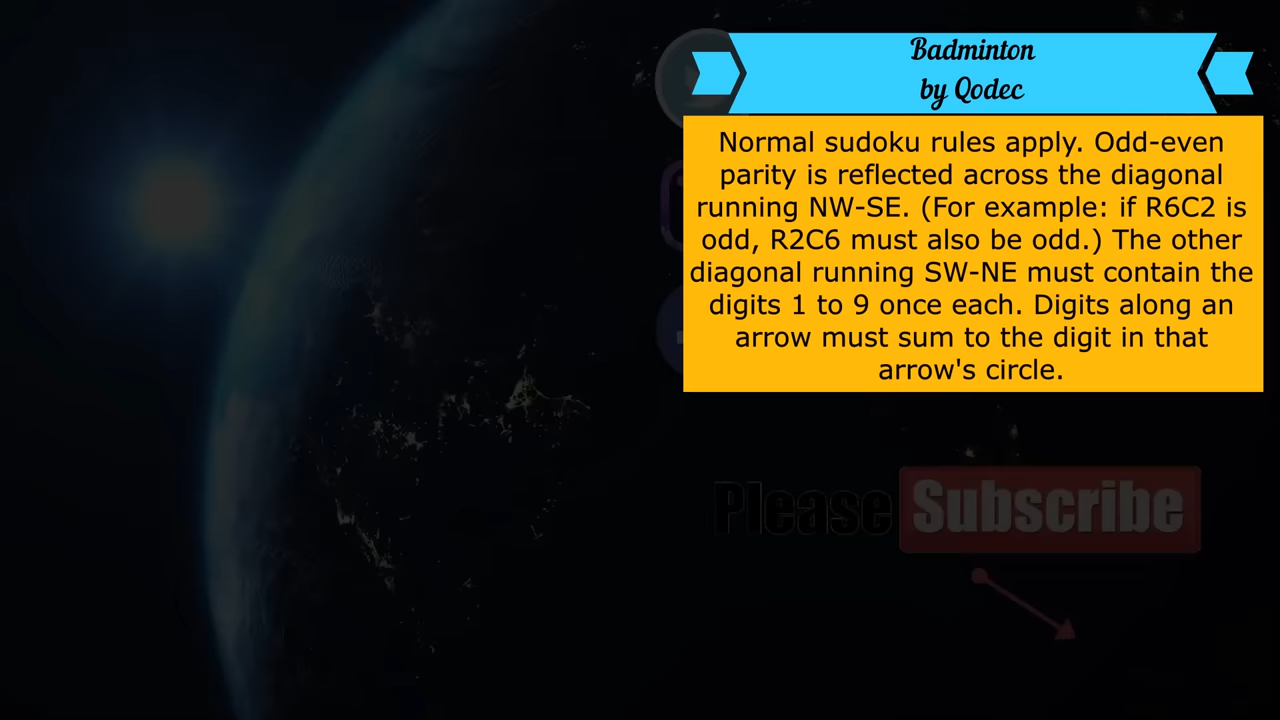 Badminton
by Qodec
Normal sudoku rules apply. Odd-even
parity is reflected across the diagonal
running NW-SE. (For example: if R6C2 is
odd, R2C6 must also be odd.) The other
diagonal running SW-NE must contain the
digits 1 to 9 once each. Digits along an
arrow must sum to the digit in that
arrow's circle.
Please Subscribe